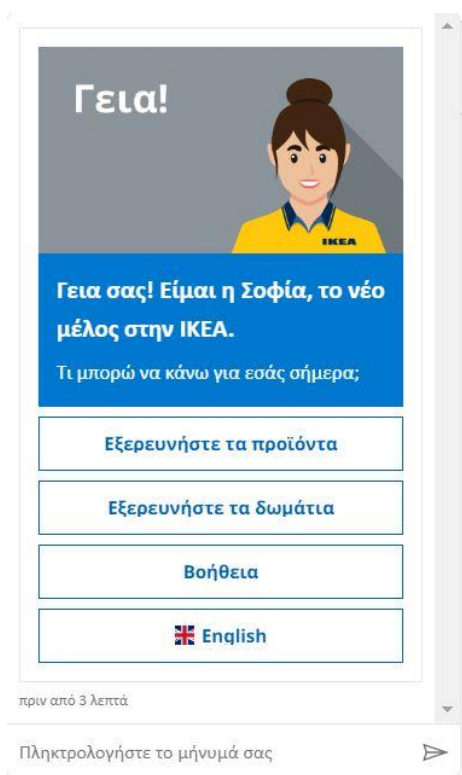 Γεια!
IKEA
Γεια σας! Είμαι η Σοφία, το νέο
μέλος στην IKEA.
Τι μπορώ να κάνω για εσάς σήμερα;
Εξερευνήστε τα προϊόντα
Εξερευνήστε τα δωμάτια
Βοήθεια
English
πριν από 3 λεπτά
Πληκτρολογήστε το μήνυμά σας